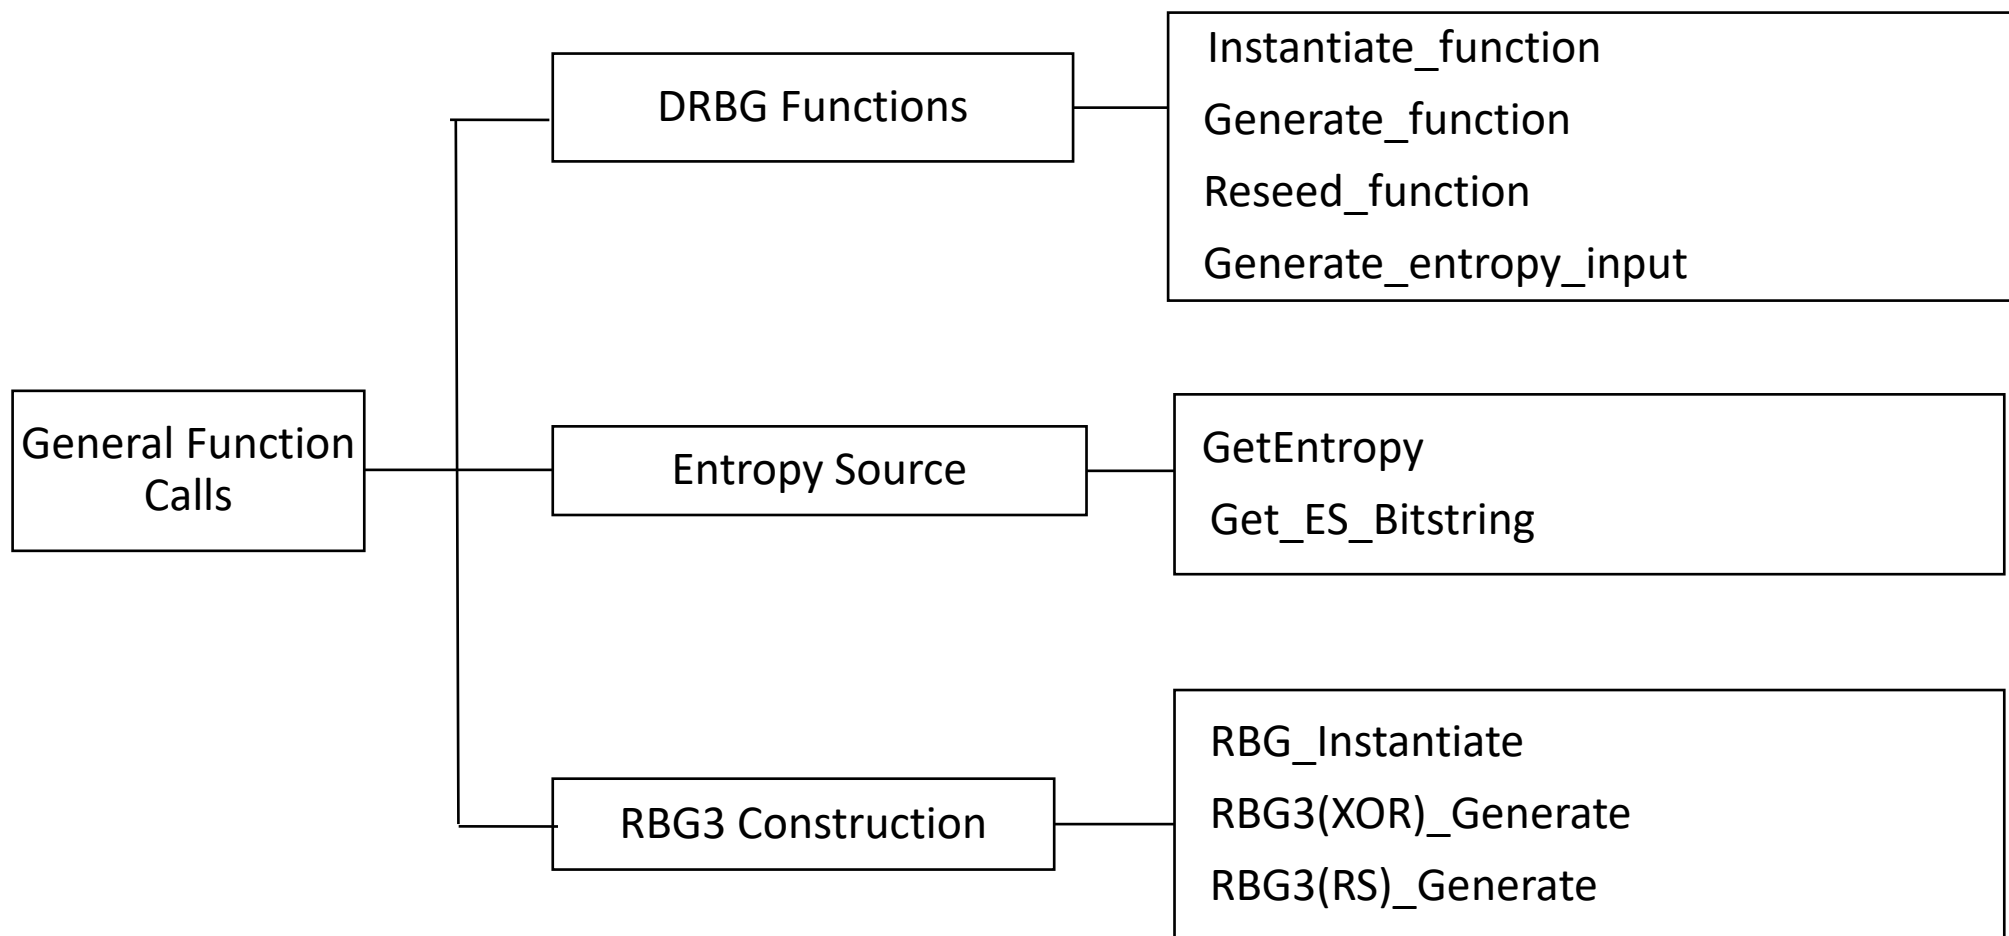 DRBG Functions
Instantiate_function
Generate_function
Reseed_function
Generate_entropy_input
General Function
Calls
Entropy Source
GetEntropy
Get_ES_Bitstring
RBG3 Construction
RBG_Instantiate
RBG3(XOR)_Generate
RBG3(RS)_Generate